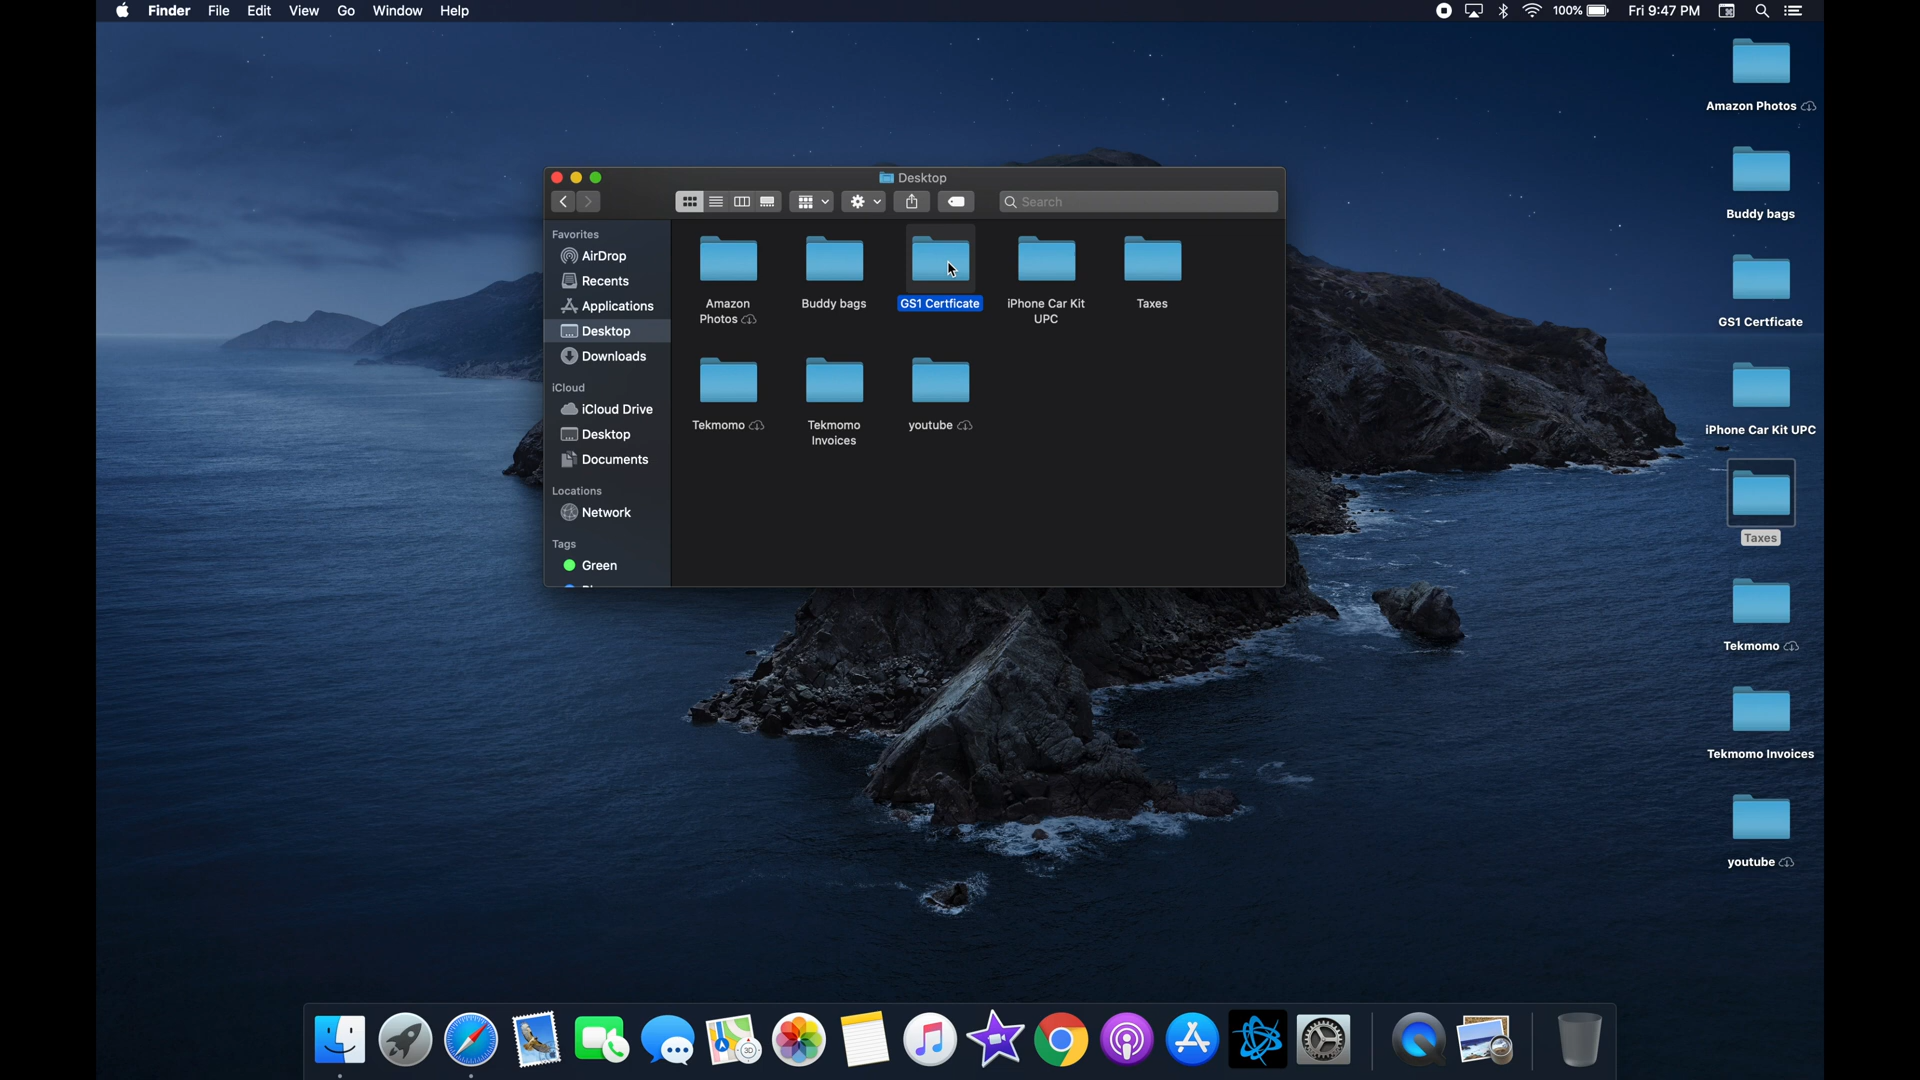 Finder File Edit View Go Window Help
100% Fri 9:47 PM
Desktop
Search
Favorites
AirDrop
Recents
Applications
Desktop
Downloads
iCloud
iCloud Drive
Desktop
Documents
Locations
Network
Tags
Green
Amazon
Photos
Buddy bags
GS1 Certficate
iPhone Car Kit
UPC
Taxes
Tekmomo
Tekmomo
Invoices
youtube
Amazon Photos
Buddy bags
GS1 Certficate
iPhone Car Kit UPC
Taxes
Tekmomo
Tekmomo Invoices
youtube
3D